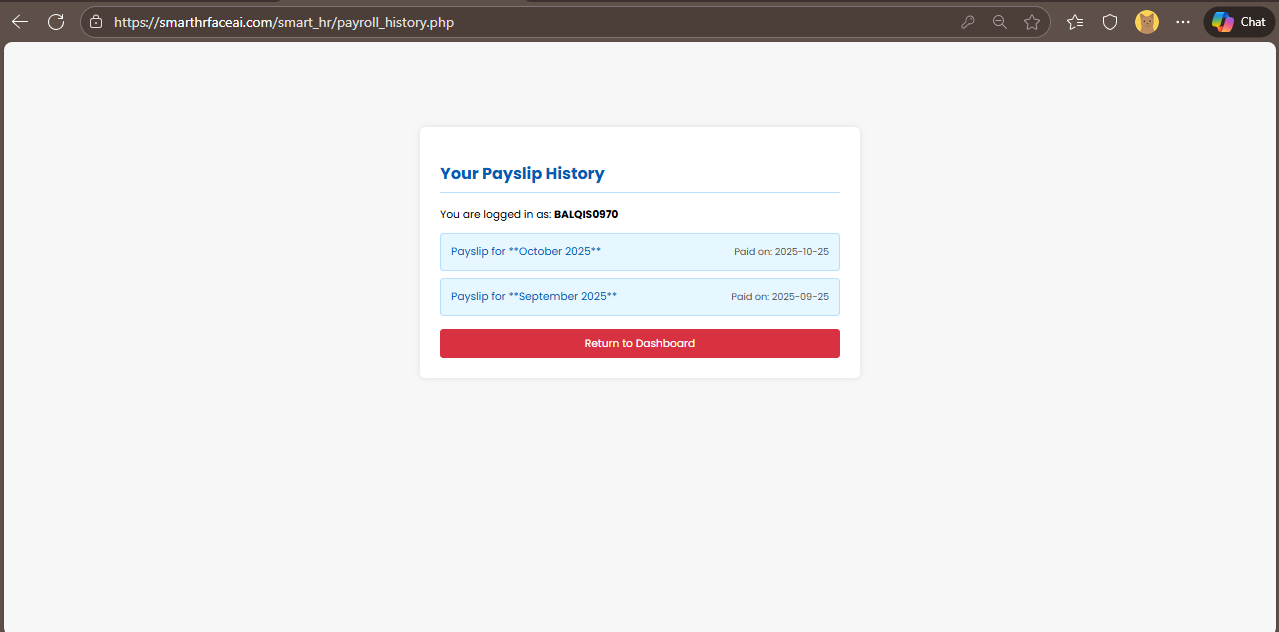 https://smarthrfaceai.com/smart_hr/payroll_history.php
Chat
Your Payslip History
You are logged in as: BALQIS0970
Payslip for **October 2025** Paid on: 2025-10-25
Payslip for **September 2025** Paid on: 2025-09-25
Return to Dashboard